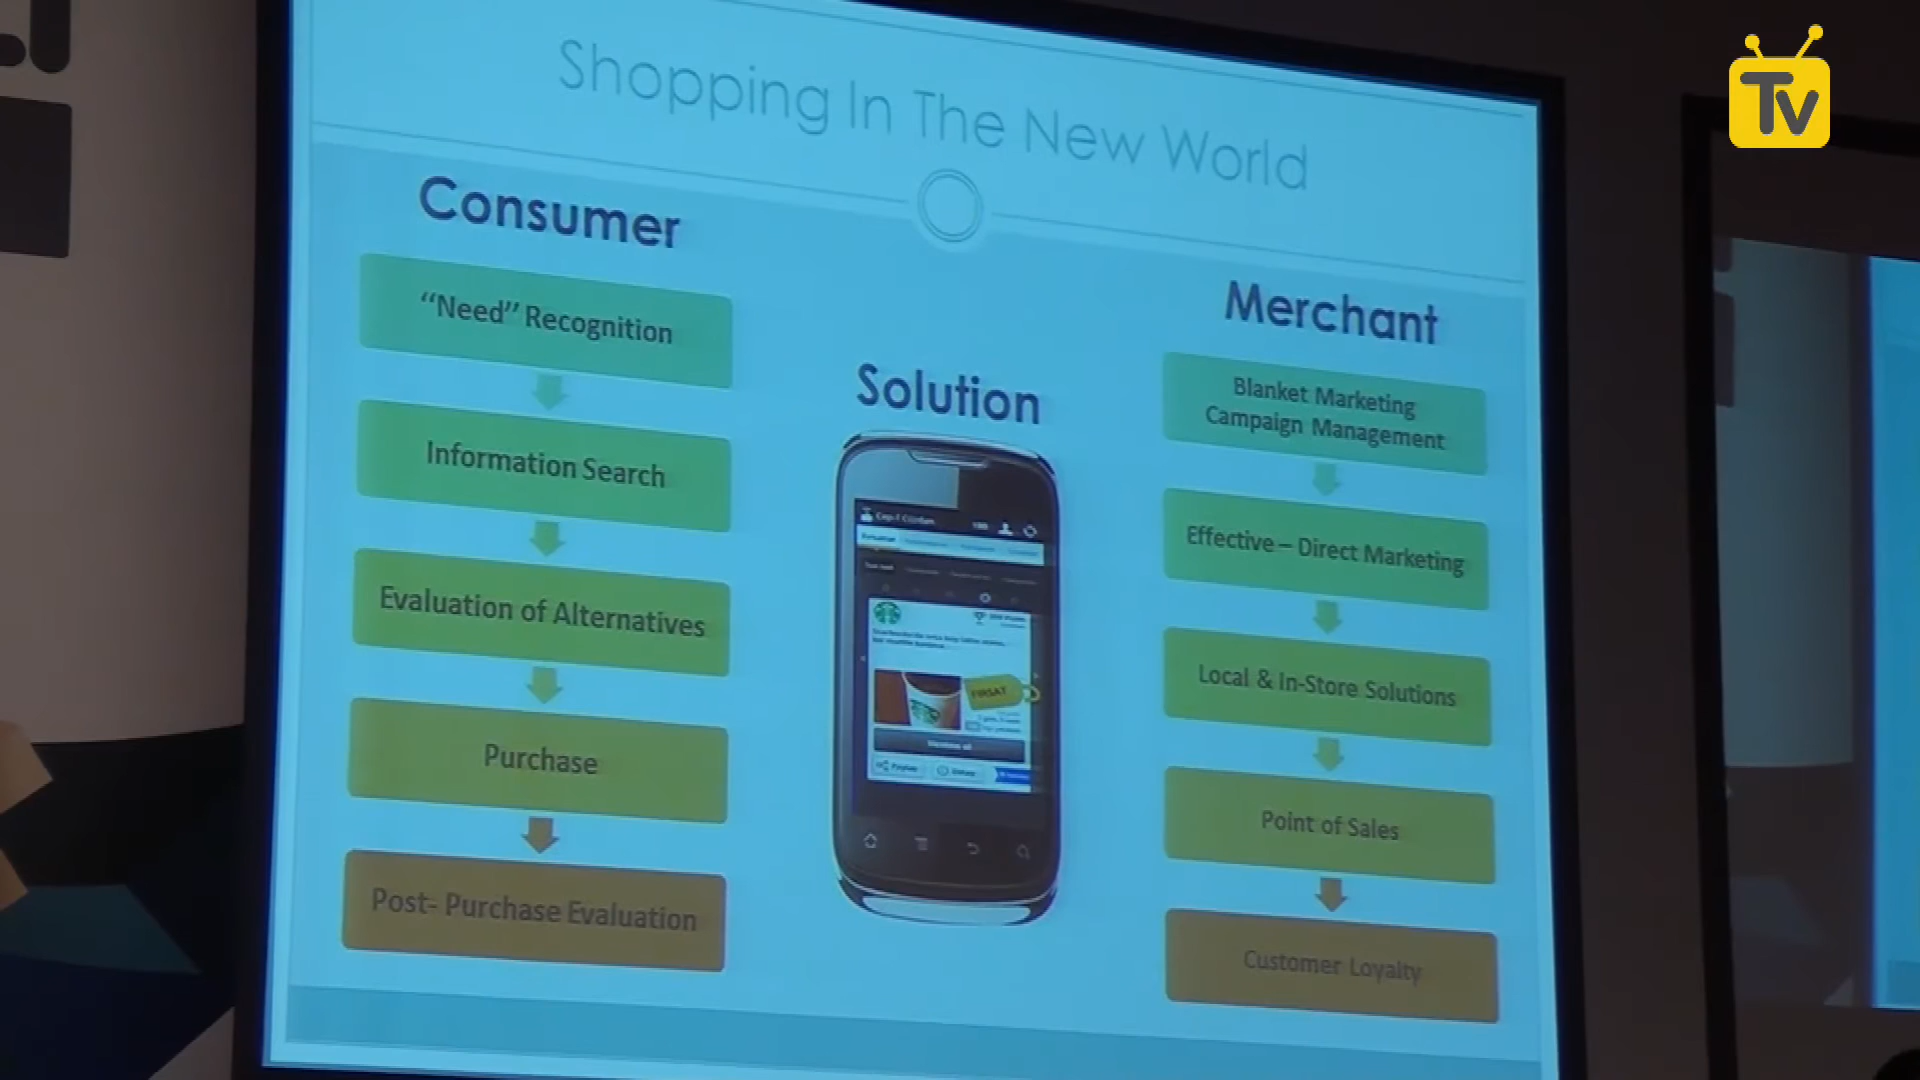 Shopping In The New World
Consumer
"Need" Recognition
Information Search
Evaluation of Alternatives
Purchase
Post- Purchase Evaluation
Solution
FIRSAT
Merchant
Blanket Marketing
Campaign Management
Effective – Direct Marketing
Local & In-Store Solutions
Point of Sales
Customer Loyalty
Tv